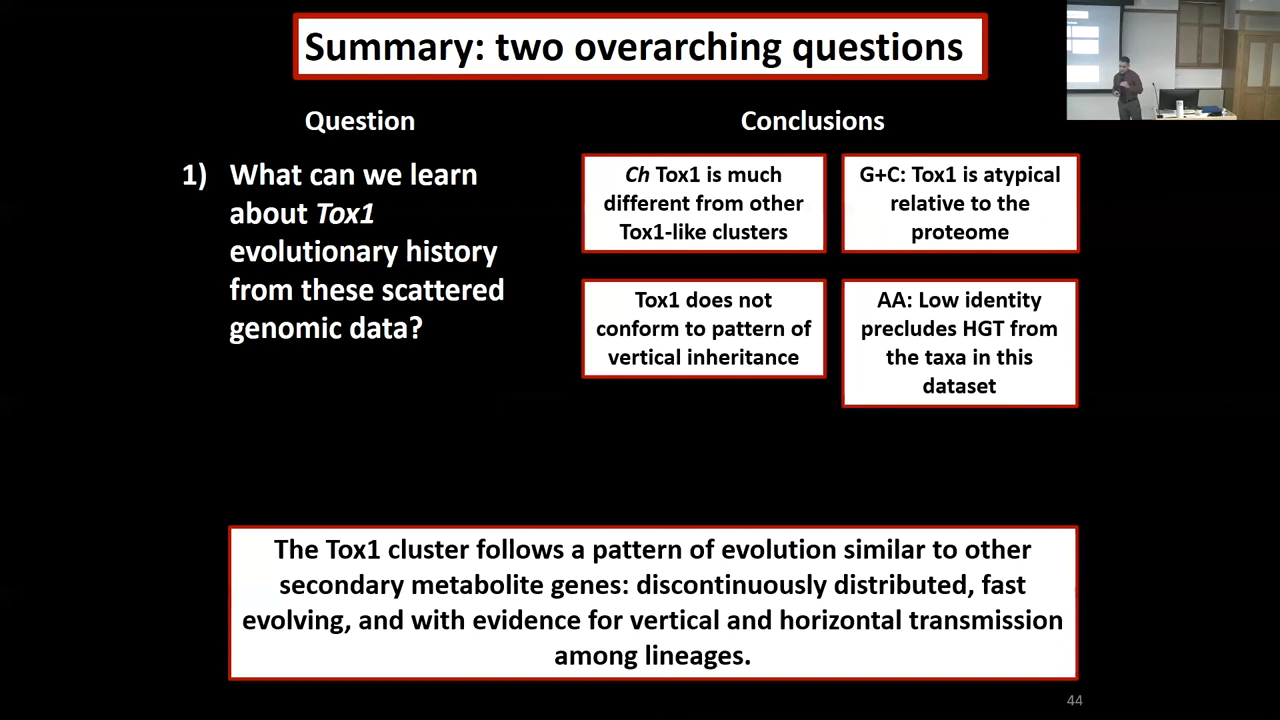 Summary: two overarching questions
Question
Conclusions
1) What can we learn
about Tox1
evolutionary history
from these scattered
genomic data?
Ch Tox1 is much
different from other
Tox1-like clusters
G+C: Tox1 is atypical
relative to the
proteome
Tox1 does not
conform to pattern of
vertical inheritance
AA: Low identity
precludes HGT from
the taxa in this
dataset
The Tox1 cluster follows a pattern of evolution similar to other
secondary metabolite genes: discontinuously distributed, fast
evolving, and with evidence for vertical and horizontal transmission
among lineages.
44